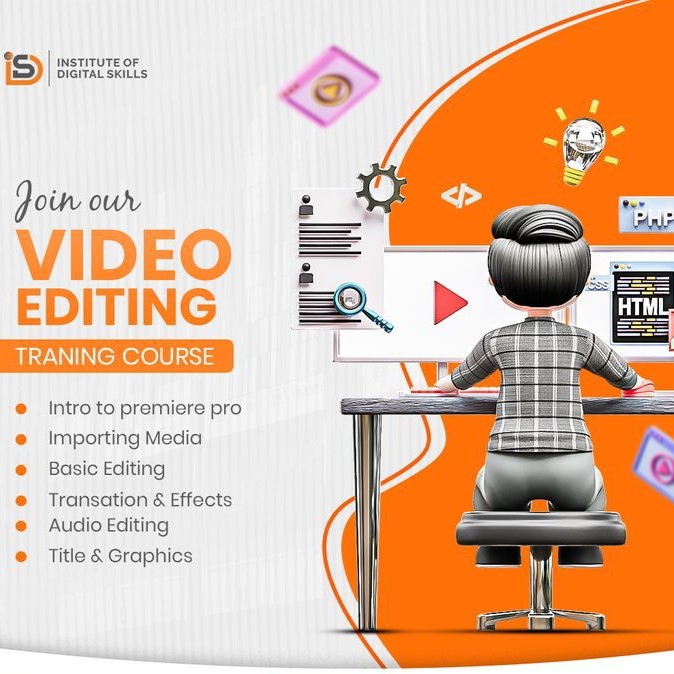 INSTITUTE OF
DIGITAL SKILLS
Join our
VIDEO
EDITING
TRANING COURSE
Intro to premiere pro
Importing Media
Basic Editing
Transation & Effects
Audio Editing
Title & Graphics
</>
PHP
CSS
HTML